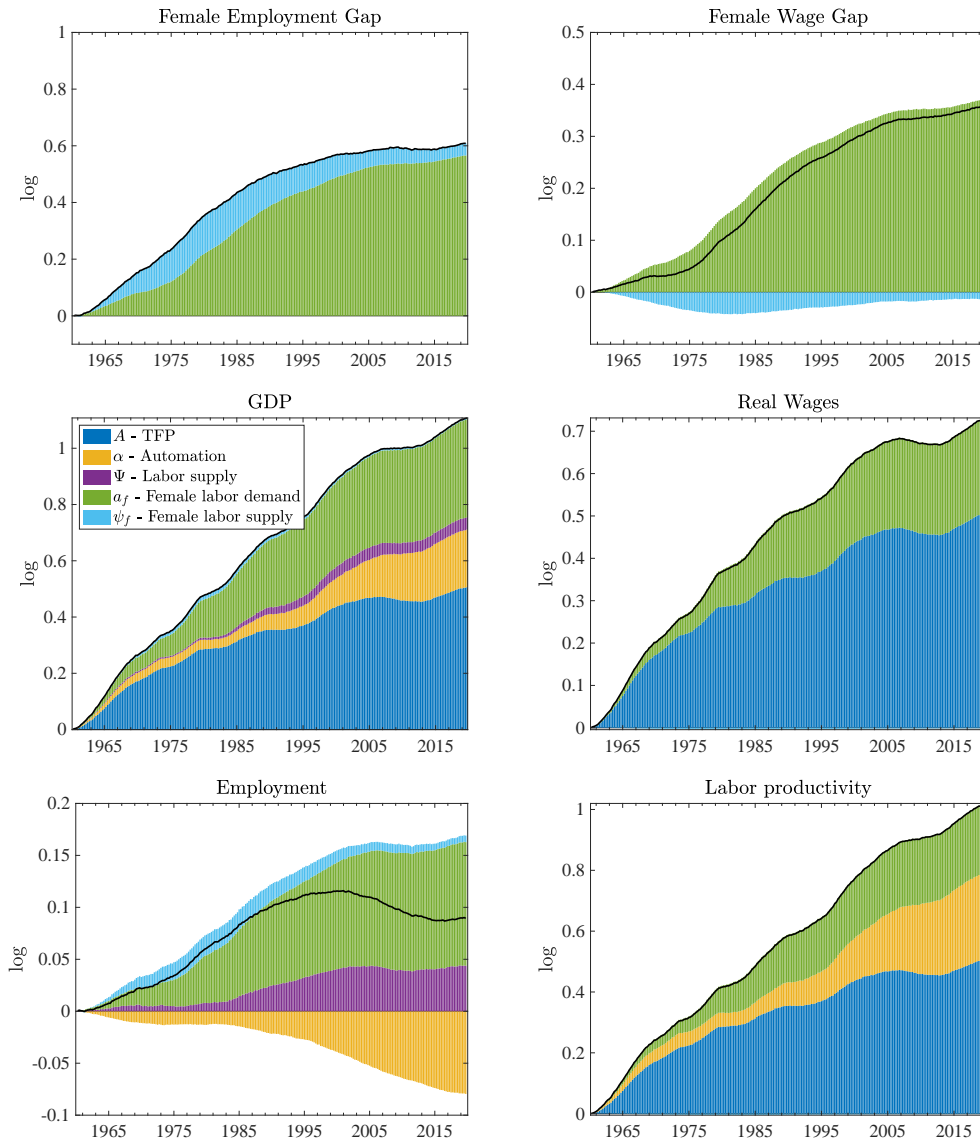 Female Employment Gap
1
0.8
0.6
0.4
0.2
0
log
1965 1975 1985 1995 2005 2015
Female Wage Gap
0.5
0.4
0.3
0.2
0.1
0
log
1965 1975 1985 1995 2005 2015
GDP
1
0.8
0.6
0.4
0.2
0
log
A - TFP
α - Automation
Ψ - Labor supply
a_f - Female labor demand
ψ_f - Female labor supply
1965 1975 1985 1995 2005 2015
Real Wages
0.7
0.6
0.5
0.4
0.3
0.2
0.1
0
log
1965 1975 1985 1995 2005 2015
Employment
0.2
0.15
0.1
0.05
0
-0.05
-0.1
log
1965 1975 1985 1995 2005 2015
Labor productivity
1
0.8
0.6
0.4
0.2
0
log
1965 1975 1985 1995 2005 2015